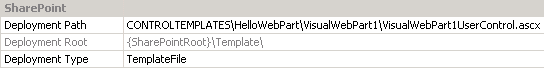 SharePoint
Deployment Path CONTROLTEMPLATES\HelloWebPart\VisualWebPart1\VisualWebPart1UserControl.ascx
Deployment Root {SharePointRoot}\Template\
Deployment Type TemplateFile